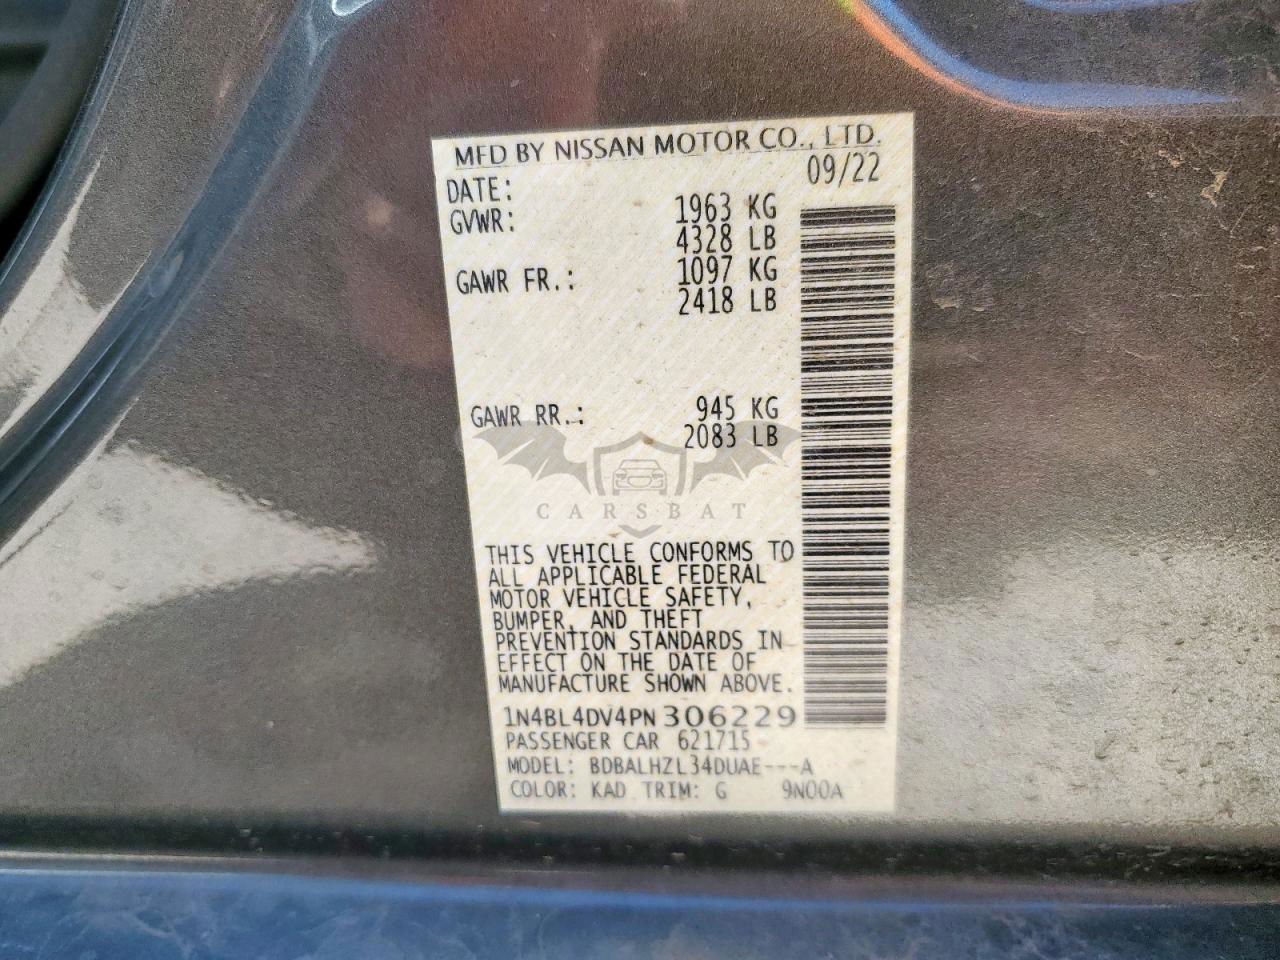 MFD BY NISSAN MOTOR CO., LTD.
DATE: 09/22
GVWR: 1963 KG
4328 LB
GAWR FR.: 1097 KG
2418 LB
GAWR RR.: 945 KG
2083 LB
CARSBAT
THIS VEHICLE CONFORMS TO
ALL APPLICABLE FEDERAL
MOTOR VEHICLE SAFETY,
BUMPER, AND THEFT
PREVENTION STANDARDS IN
EFFECT ON THE DATE OF
MANUFACTURE SHOWN ABOVE.
1N4BL4DV4PN306229
PASSENGER CAR 621715
MODEL: BDBALHZL34DUAE---A
COLOR: KAD TRIM: G 9N00A